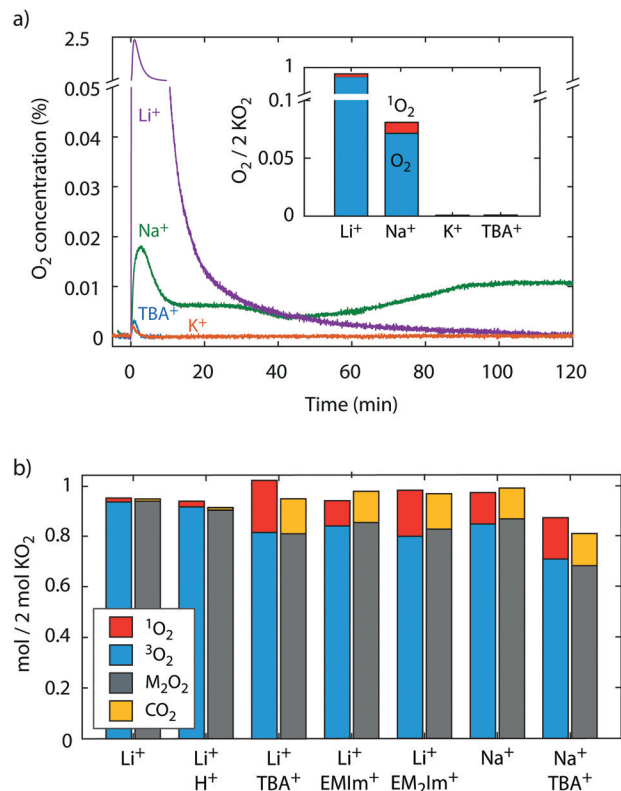 a)
2.5
0.05
0.04
0.03
0.02
0.01
0
O₂ concentration (%)
Li⁺
Na⁺
TBA⁺
K⁺
0 20 40 60 80 100 120
Time (min)
1
0.1
0.05
0
O₂ / 2 KO₂
¹O₂
O₂
Li⁺ Na⁺ K⁺ TBA⁺
b)
1
0.8
0.6
0.4
0.2
0
mol / 2 mol KO₂
¹O₂
³O₂
M₂O₂
CO₂
Li⁺ Li⁺ Li⁺ Li⁺ Li⁺ Na⁺ Na⁺
H⁺ TBA⁺ EMIm⁺ EM₂Im⁺ TBA⁺